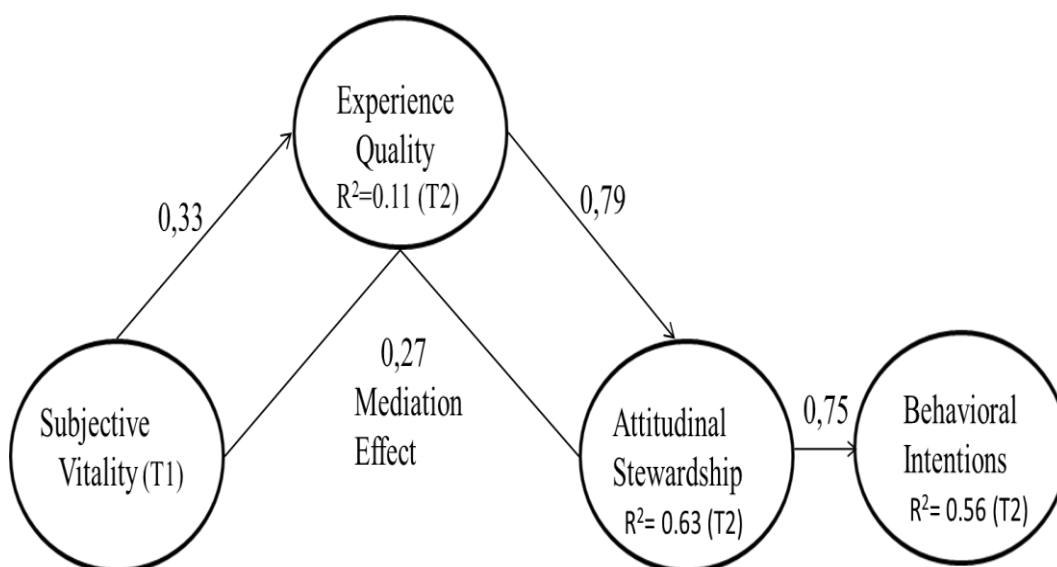 Experience
Quality
R²=0.11 (T2)
0,33
0,79
0,27
Mediation
Effect
Subjective
Vitality (T1)
Attitudinal
Stewardship
R²= 0.63 (T2)
0,75
Behavioral
Intentions
R²= 0.56 (T2)